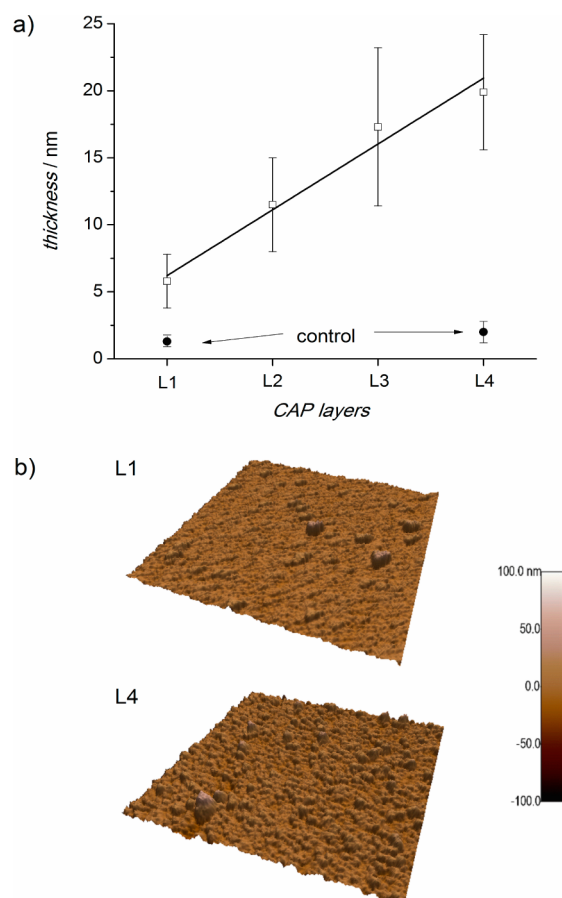 a)
25
20
15
10
5
0
thickness / nm
control
L1 L2 L3 L4
CAP layers
b)
L1
100.0 nm
50.0
0.0
-50.0
-100.0
L4